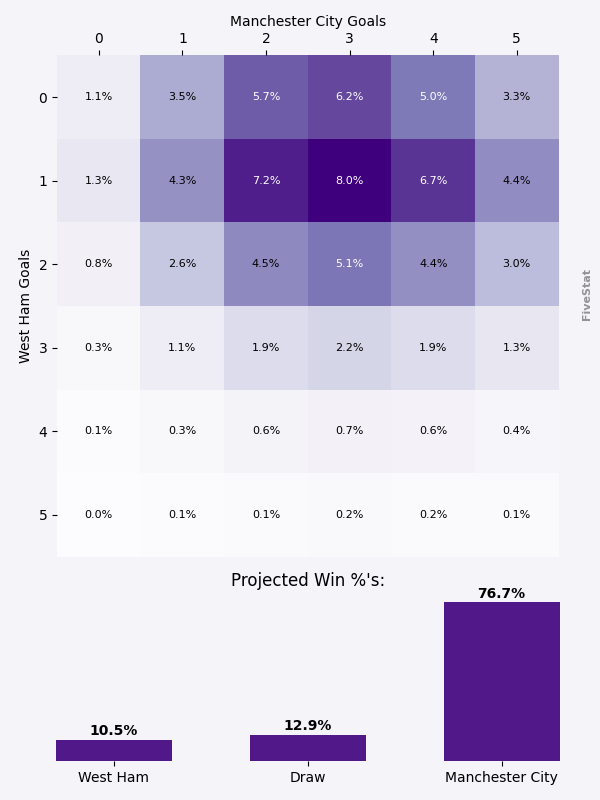 Manchester City Goals
0 1 2 3 4 5
West Ham Goals
0 1.1% 3.5% 5.7% 6.2% 5.0% 3.3%
1 1.3% 4.3% 7.2% 8.0% 6.7% 4.4%
2 0.8% 2.6% 4.5% 5.1% 4.4% 3.0%
3 0.3% 1.1% 1.9% 2.2% 1.9% 1.3%
4 0.1% 0.3% 0.6% 0.7% 0.6% 0.4%
5 0.0% 0.1% 0.1% 0.2% 0.2% 0.1%
FiveStat
Projected Win %'s:
10.5% 12.9% 76.7%
West Ham Draw Manchester City